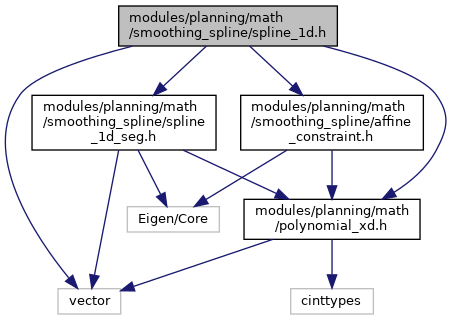 modules/planning/math
/smoothing_spline/spline_1d.h
modules/planning/math
/smoothing_spline/spline
_1d_seg.h
modules/planning/math
/smoothing_spline/affine
_constraint.h
Eigen/Core
modules/planning/math
/polynomial_xd.h
vector
cinttypes